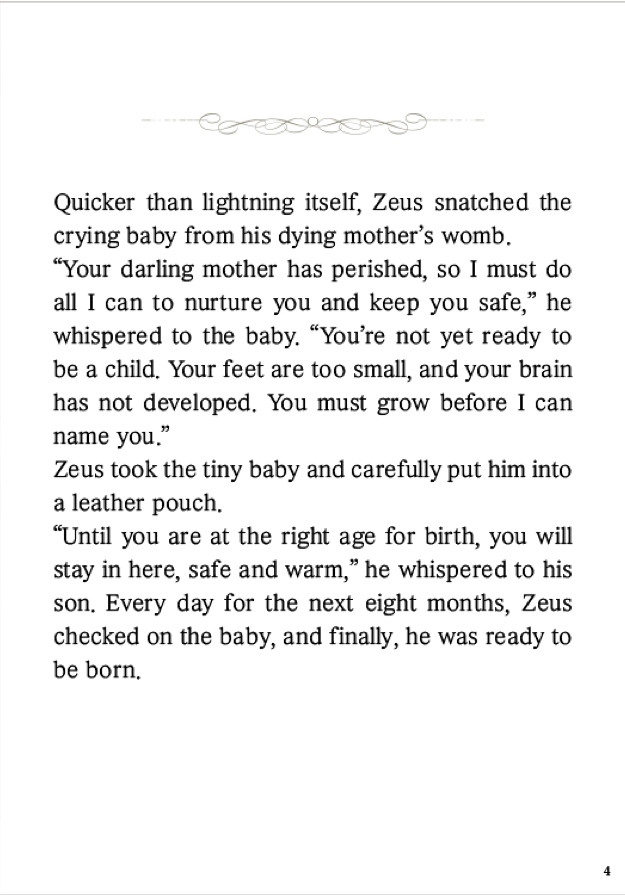 Quicker than lightning itself, Zeus snatched the
crying baby from his dying mother’s womb.
“Your darling mother has perished, so I must do
all I can to nurture you and keep you safe,” he
whispered to the baby. “You’re not yet ready to
be a child. Your feet are too small, and your brain
has not developed. You must grow before I can
name you.”
Zeus took the tiny baby and carefully put him into
a leather pouch.
“Until you are at the right age for birth, you will
stay in here, safe and warm,” he whispered to his
son. Every day for the next eight months, Zeus
checked on the baby, and finally, he was ready to
be born.
4